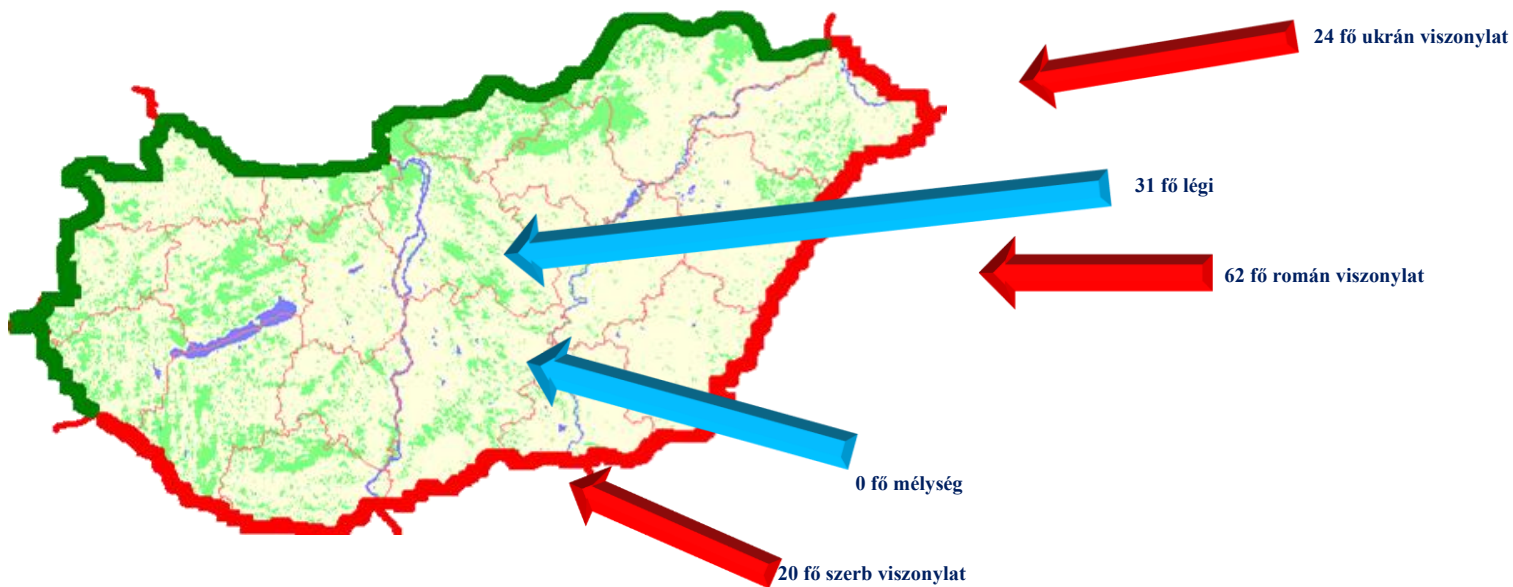 24 fő ukrán viszonylat
31 fő légi
62 fő román viszonylat
0 fő mélység
20 fő szerb viszonylat